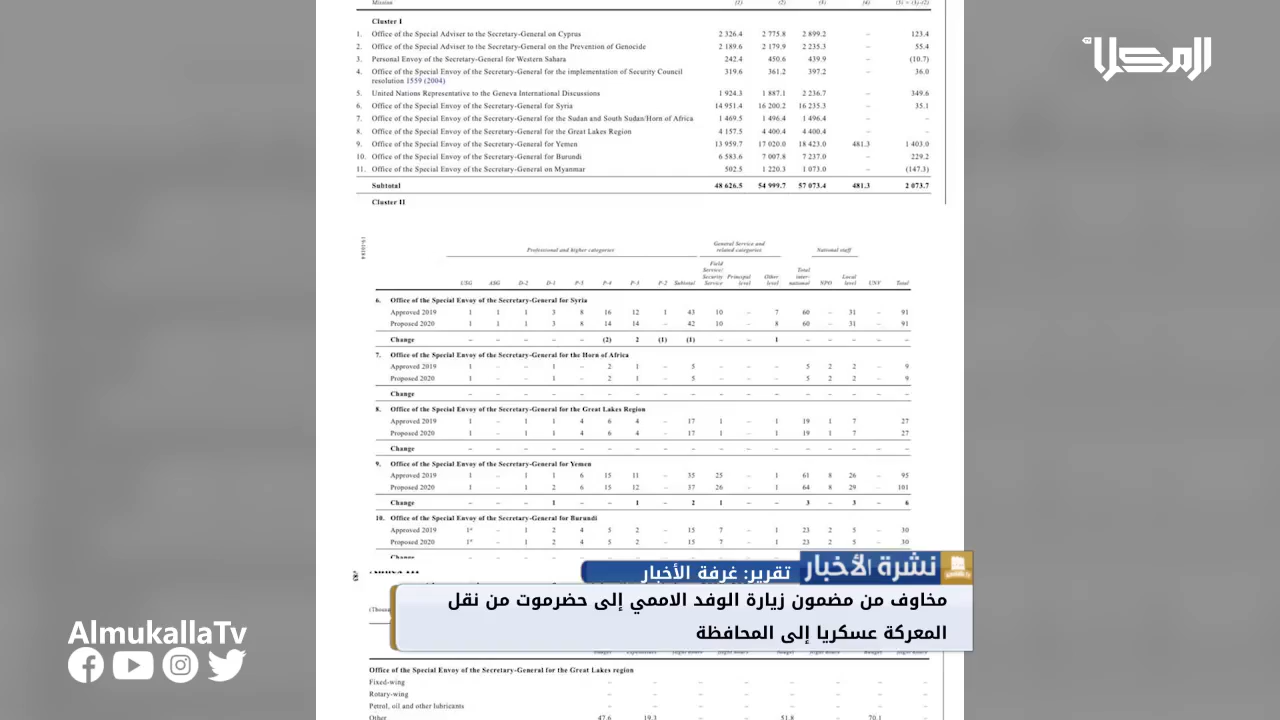 Mission (1) (2) (3) (4)
Cluster I
1. Office of the Special Adviser to the Secretary-General on Cyprus 2 326.4 2 775.8 2 899.2 – 123.4
2. Office of the Special Adviser to the Secretary-General on the Prevention of Genocide 2 189.6 2 179.9 2 235.3 – 55.4
3. Personal Envoy of the Secretary-General for Western Sahara 242.4 450.6 439.9 – (10.7)
4. Office of the Special Envoy of the Secretary-General for the implementation of Security Council 319.6 361.2 397.2 – 36.0
resolution 1559 (2004)
5. United Nations Representative to the Geneva International Discussions 1 924.3 1 887.1 2 236.7 – 349.6
6. Office of the Special Envoy of the Secretary-General for Syria 14 951.4 16 200.2 16 235.3 – 35.1
7. Office of the Special Envoy of the Secretary-General for the Sudan and South Sudan/Horn of Africa 1 469.5 1 496.4 1 496.4 – –
8. Office of the Special Envoy of the Secretary-General for the Great Lakes Region 4 157.5 4 400.4 4 400.4 – –
9. Office of the Special Envoy of the Secretary-General for Yemen 13 959.7 17 020.0 18 423.0 481.3 1 403.0
10. Office of the Special Envoy of the Secretary-General for Burundi 6 583.6 7 007.8 7 237.0 – 229.2
11. Office of the Special Envoy of the Secretary-General on Myanmar 502.5 1 220.3 1 073.0 – (147.3)
Subtotal 48 626.5 54 999.7 57 073.4 481.3 2 073.7
Cluster II
المكلا
Professional and higher categories
General Service and
related categories
National staff
USG ASG D-2 D-1 P-5 P-4 P-3 P-2 Subtotal
Field
Service/
Security
Service
Principal
level
Other
level
Total
inter-
national
NPO
Local
level
UNV Total
6. Office of the Special Envoy of the Secretary-General for Syria
Approved 2019 1 1 1 3 8 16 12 1 43 10 – 7 60 – 31 – 91
Proposed 2020 1 1 1 3 8 14 14 – 42 10 – 8 60 – 31 – 91
Change – – – – – (2) 2 (1) (1) – – 1 – – – – –
7. Office of the Special Envoy of the Secretary-General for the Horn of Africa
Approved 2019 1 – – 1 – 2 1 – 5 – – – 5 2 2 – 9
Proposed 2020 1 – – 1 – 2 1 – 5 – – – 5 2 2 – 9
Change – – – – – – – – – – – – – – – – –
8. Office of the Special Envoy of the Secretary-General for the Great Lakes Region
Approved 2019 1 – 1 1 4 6 4 – 17 1 – 1 19 1 7 – 27
Proposed 2020 1 – 1 1 4 6 4 – 17 1 – 1 19 1 7 – 27
Change – – – – – – – – – – – – – – – – –
9. Office of the Special Envoy of the Secretary-General for Yemen
Approved 2019 1 – 1 1 6 15 11 – 35 25 – 1 61 8 26 – 95
Proposed 2020 1 – 1 2 6 15 12 – 37 26 – 1 64 8 29 – 101
Change – – – 1 – – 1 – 2 1 – – 3 – 3 – 6
10. Office of the Special Envoy of the Secretary-General for Burundi
Approved 2019 1ª – 1 2 4 5 2 – 15 7 – 1 23 2 5 – 30
Proposed 2020 1ª – 1 2 4 5 2 – 15 7 – 1 23 2 5 – 30
Change
نشرة الأخبار
تقرير: غرفة الأخبار
مخاوف من مضمون زيارة الوفد الاممي إلى حضرموت من نقل
المعركة عسكريا إلى المحافظة
AlmukallaTv
Office of the Special Envoy of the Secretary-General for the Great Lakes region
Fixed-wing – – – – – – – –
Rotary-wing – – – – – – – –
Petrol, oil and other lubricants – – – – – – – –
Other 47.6 19.3 – – 51.8 – 70.1 –